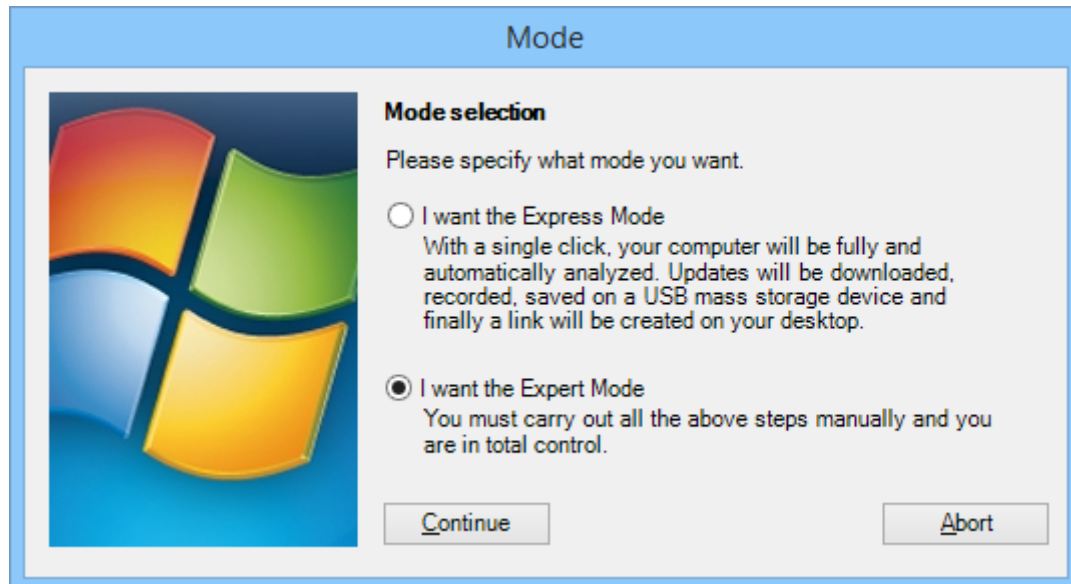 Mode
Mode selection
Please specify what mode you want.
I want the Express Mode
With a single click, your computer will be fully and
automatically analyzed. Updates will be downloaded,
recorded, saved on a USB mass storage device and
finally a link will be created on your desktop.
I want the Expert Mode
You must carry out all the above steps manually and you
are in total control.
Continue
Abort